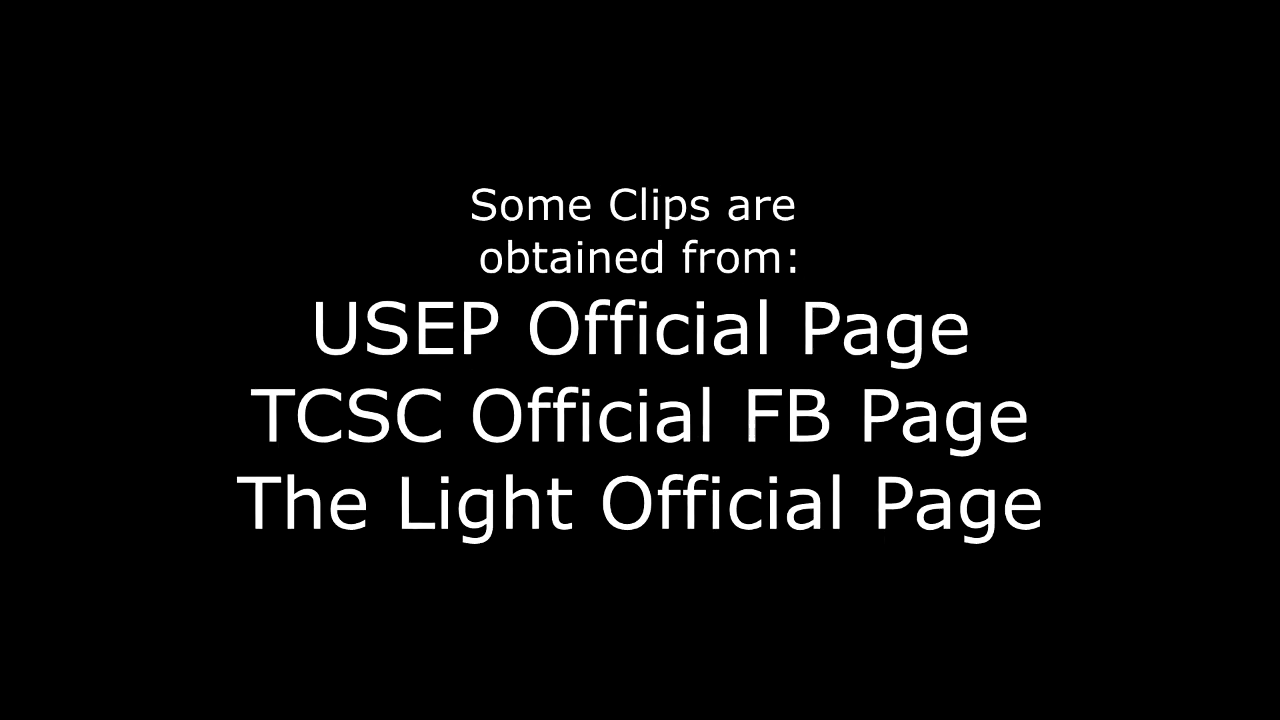 Some Clips are
obtained from:
USEP Official Page
TCSC Official FB Page
The Light Official Page